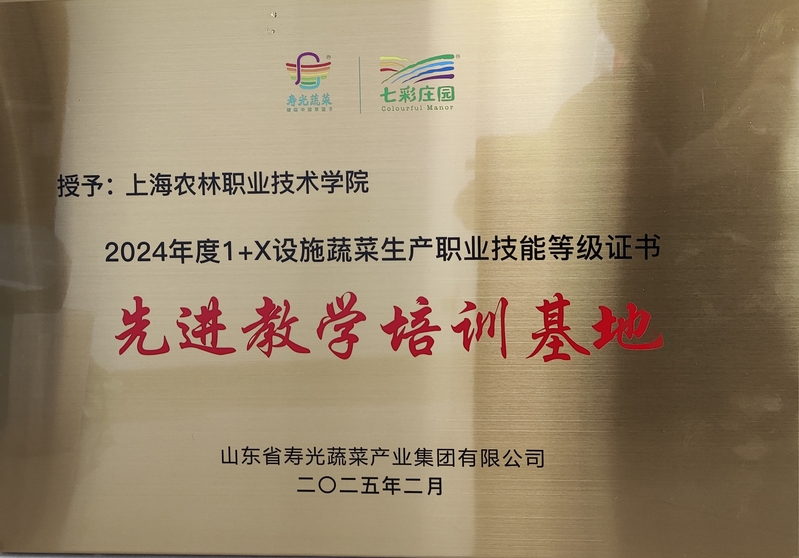 寿光蔬菜
七彩庄园
Colourful Manor
授予：上海农林职业技术学院
2024年度1+X设施蔬菜生产职业技能等级证书
先进教学培训基地
山东省寿光蔬菜产业集团有限公司
二〇二五年二月